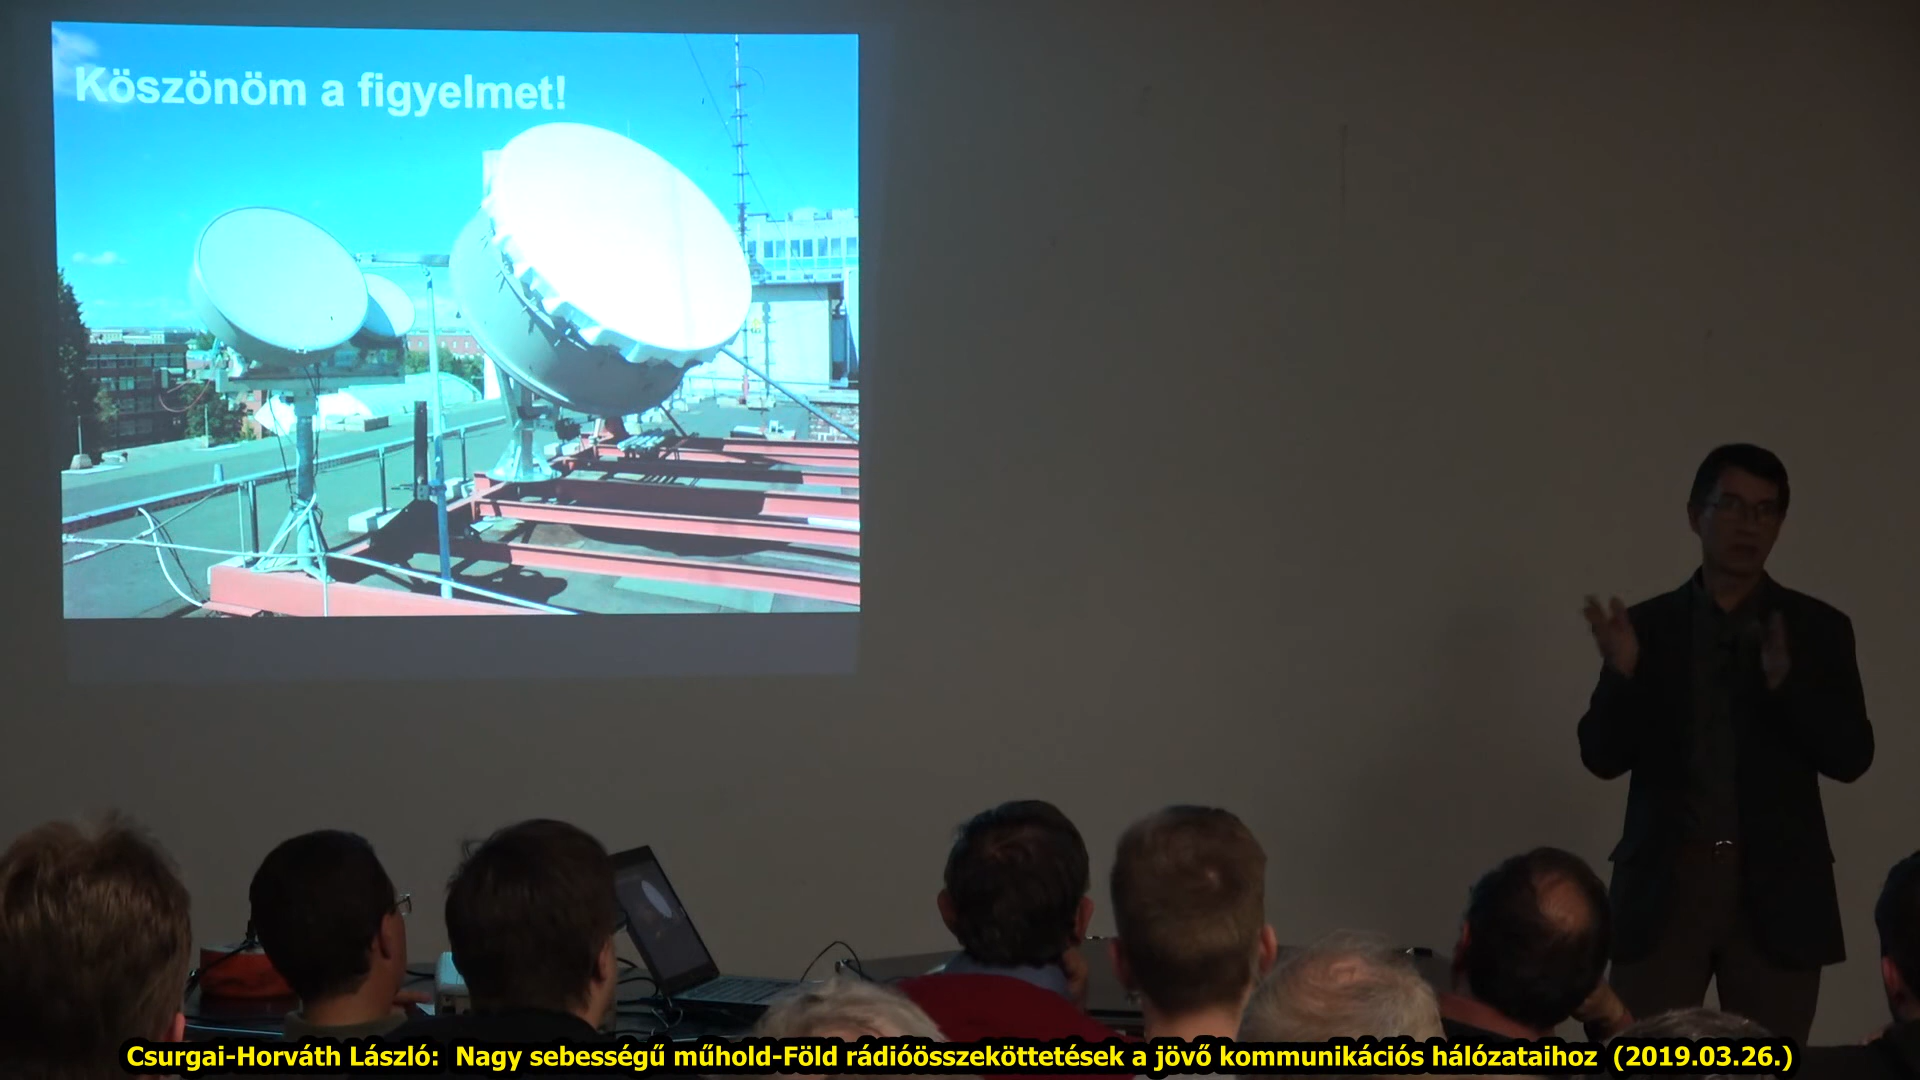 Köszönöm a figyelmet!
Csurgai-Horváth László:  Nagy sebességű műhold-Föld rádióösszeköttetések a jövő kommunikációs hálózataihoz  (2019.03.26.)